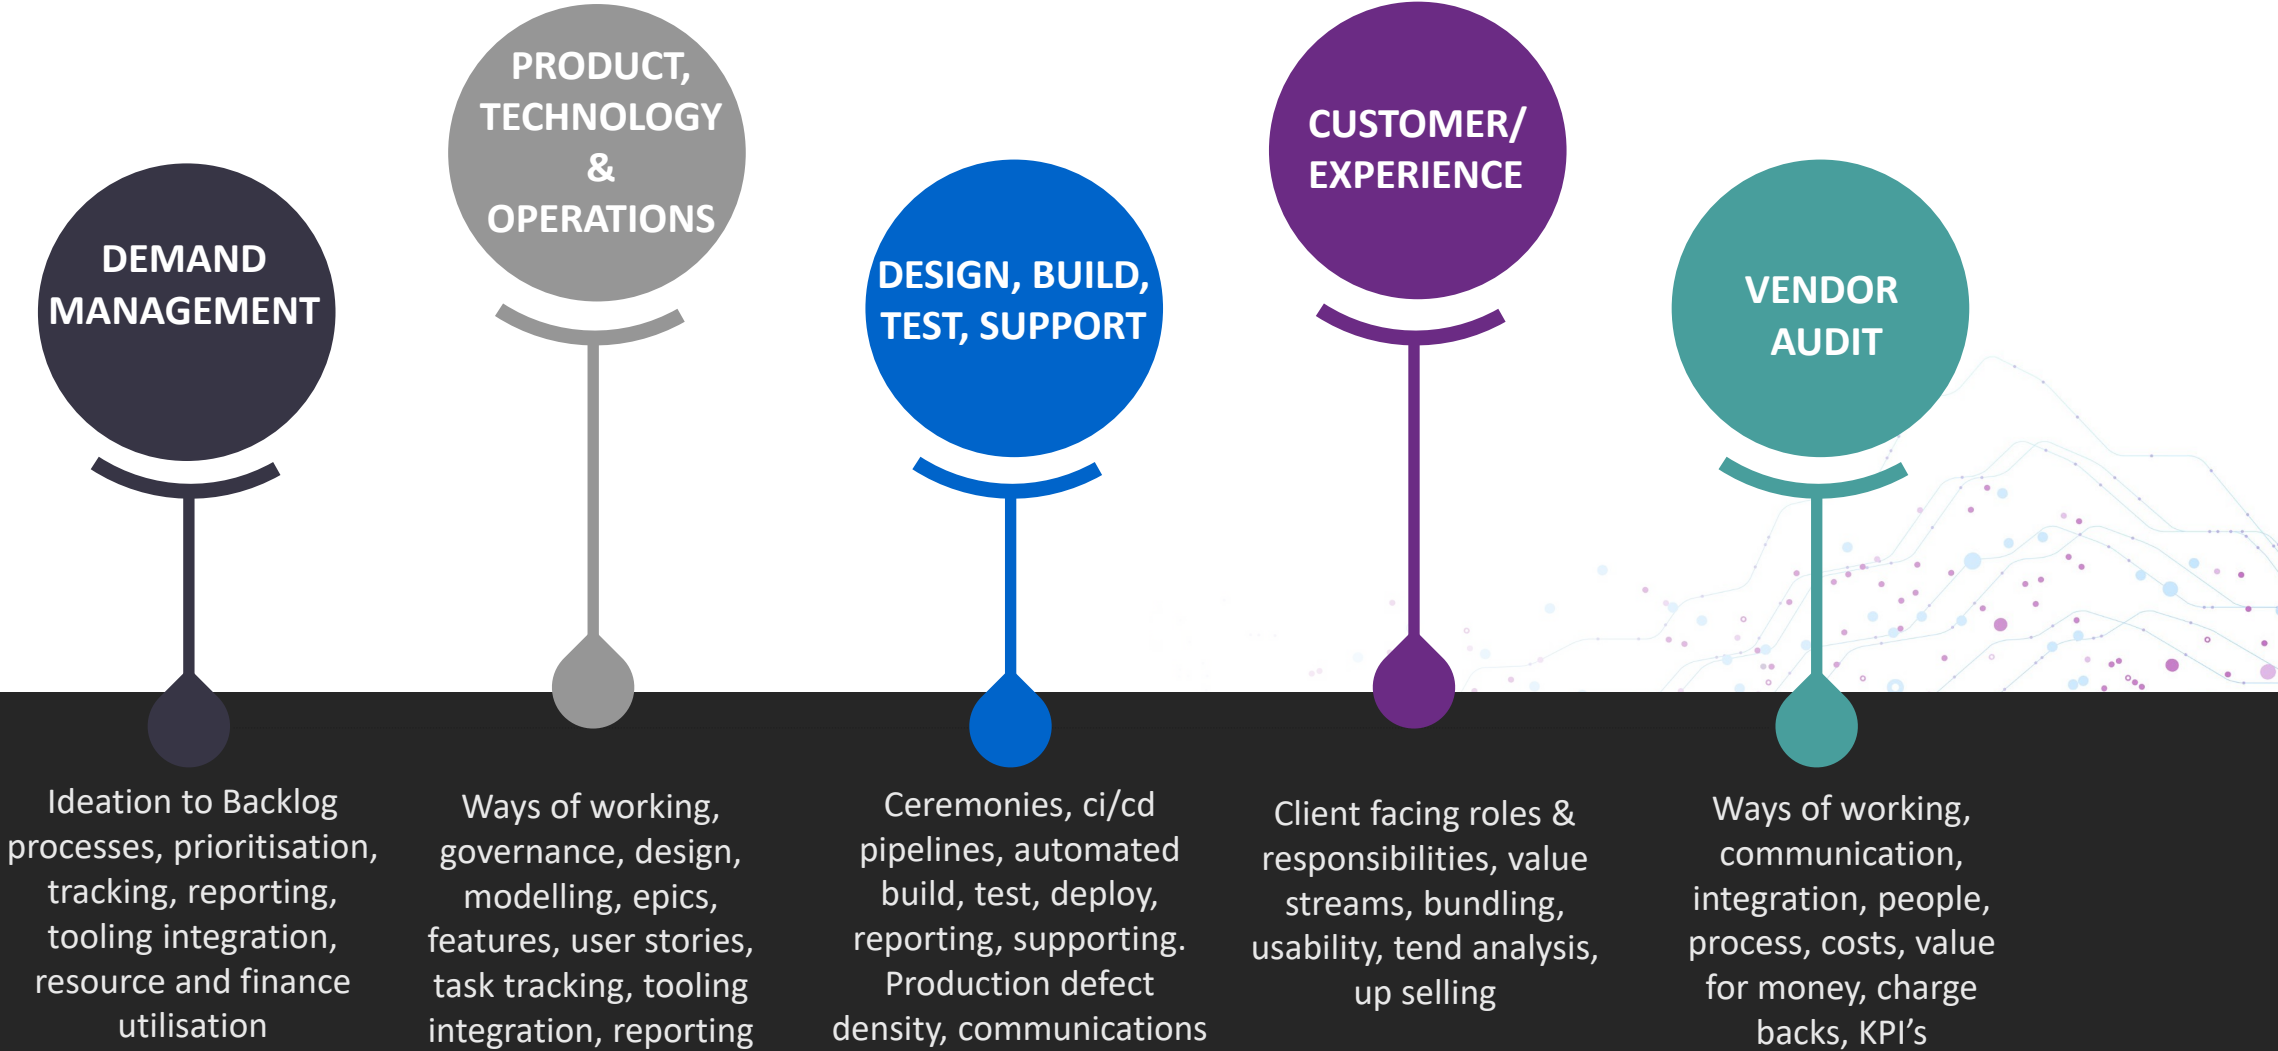 DEMAND
MANAGEMENT
PRODUCT,
TECHNOLOGY
&
OPERATIONS
DESIGN, BUILD,
TEST, SUPPORT
CUSTOMER/
EXPERIENCE
VENDOR
AUDIT
Ideation to Backlog
processes, prioritisation,
tracking, reporting,
tooling integration,
resource and finance
utilisation
Ways of working,
governance, design,
modelling, epics,
features, user stories,
task tracking, tooling
integration, reporting
Ceremonies, ci/cd
pipelines, automated
build, test, deploy,
reporting, supporting.
Production defect
density, communications
Client facing roles &
responsibilities, value
streams, bundling,
usability, tend analysis,
up selling
Ways of working,
communication,
integration, people,
process, costs, value
for money, charge
backs, KPI's